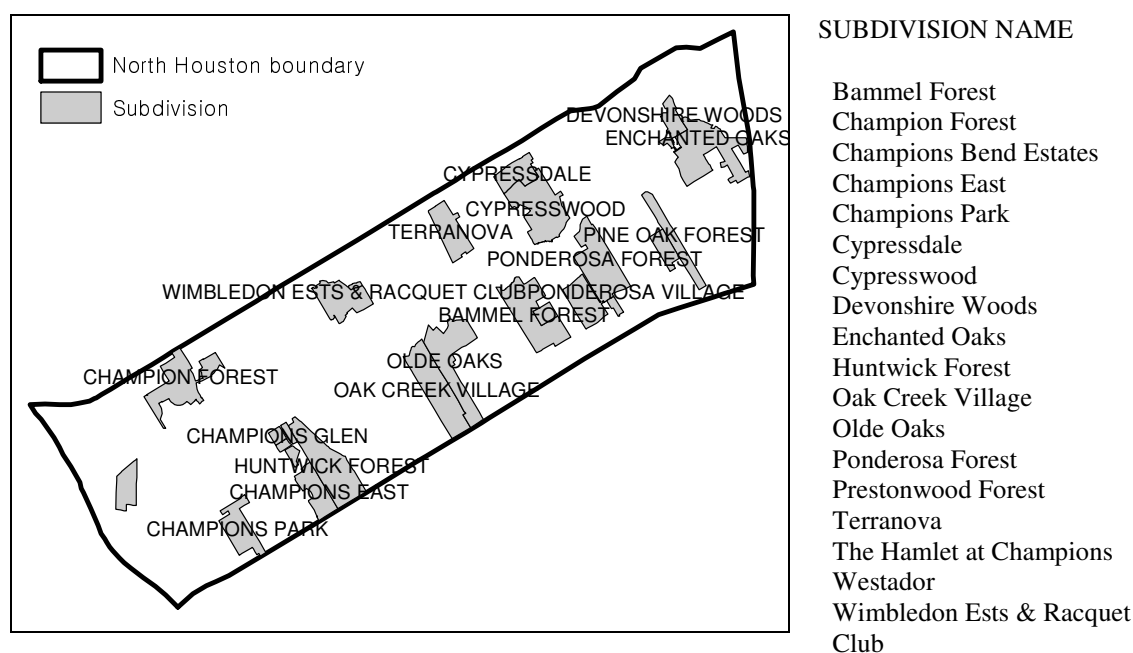 North Houston boundary
Subdivision
DEVONSHIRE WOODS
ENCHANTED OAKS
CYPRESSDALE
CYPRESSWOOD
TERRANOVA
PINE OAK FOREST
PONDEROSA FOREST
WIMBLEDON ESTS & RACQUET CLUB
PONDEROSA VILLAGE
BAMMEL FOREST
OLDE OAKS
CHAMPION FOREST
OAK CREEK VILLAGE
CHAMPIONS GLEN
HUNTWICK FOREST
CHAMPIONS EAST
CHAMPIONS PARK
SUBDIVISION NAME
Bammel Forest
Champion Forest
Champions Bend Estates
Champions East
Champions Park
Cypressdale
Cypresswood
Devonshire Woods
Enchanted Oaks
Huntwick Forest
Oak Creek Village
Olde Oaks
Ponderosa Forest
Prestonwood Forest
Terranova
The Hamlet at Champions
Westador
Wimbledon Ests & Racquet
Club